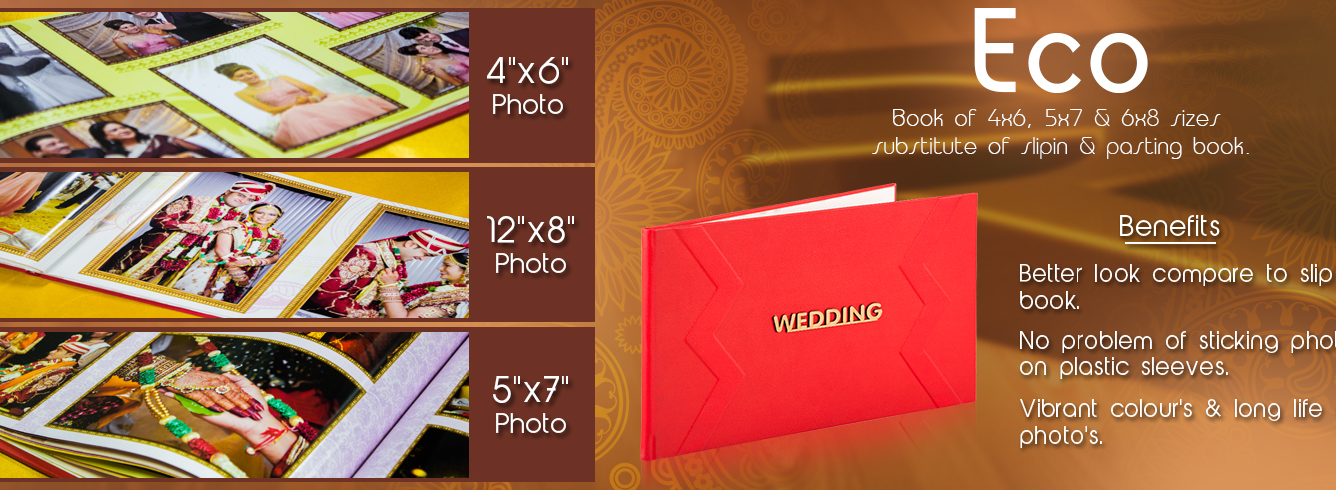 4"x6"
Photo
12"x8"
Photo
5"x7"
Photo
Eco
Book of 4x6, 5x7 & 6x8 sizes
substitute of slipin & pasting book.
WEDDING
Benefits
Better look compare to slip
book.
No problem of sticking
on plastic sleeves.
Vibrant colour's & long life
photo's.